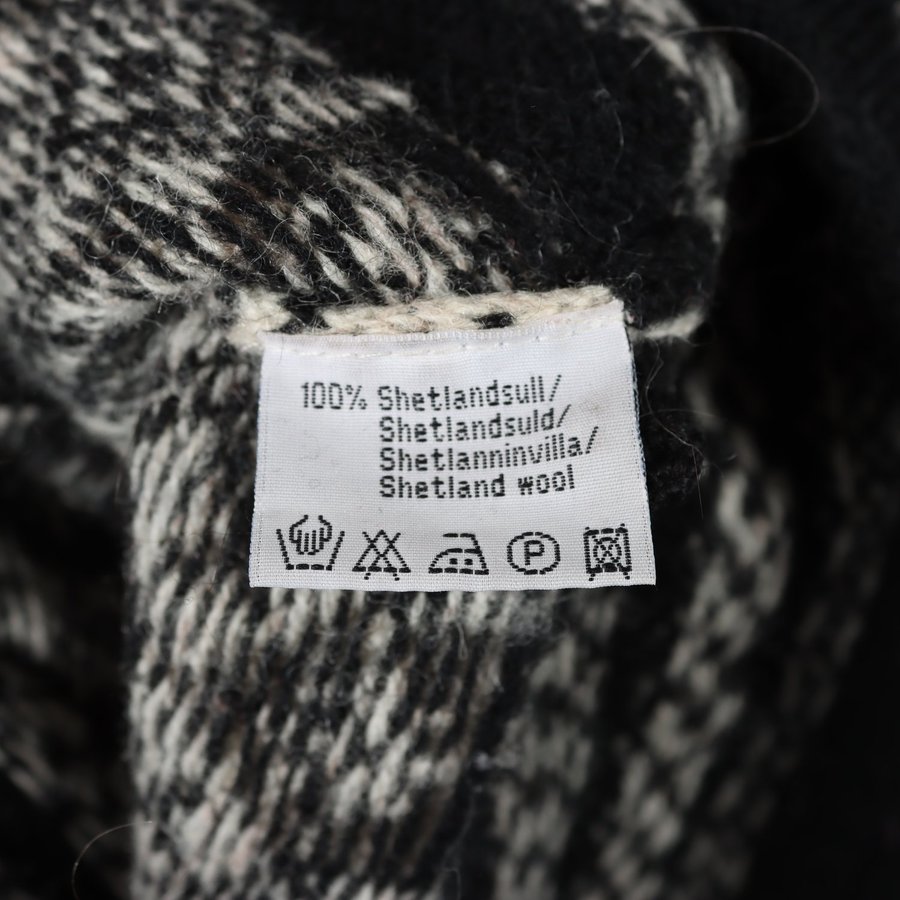 100% Shetlandsull/
Shetlandsuld/
Shetlanninvilla/
Shetland wool
P